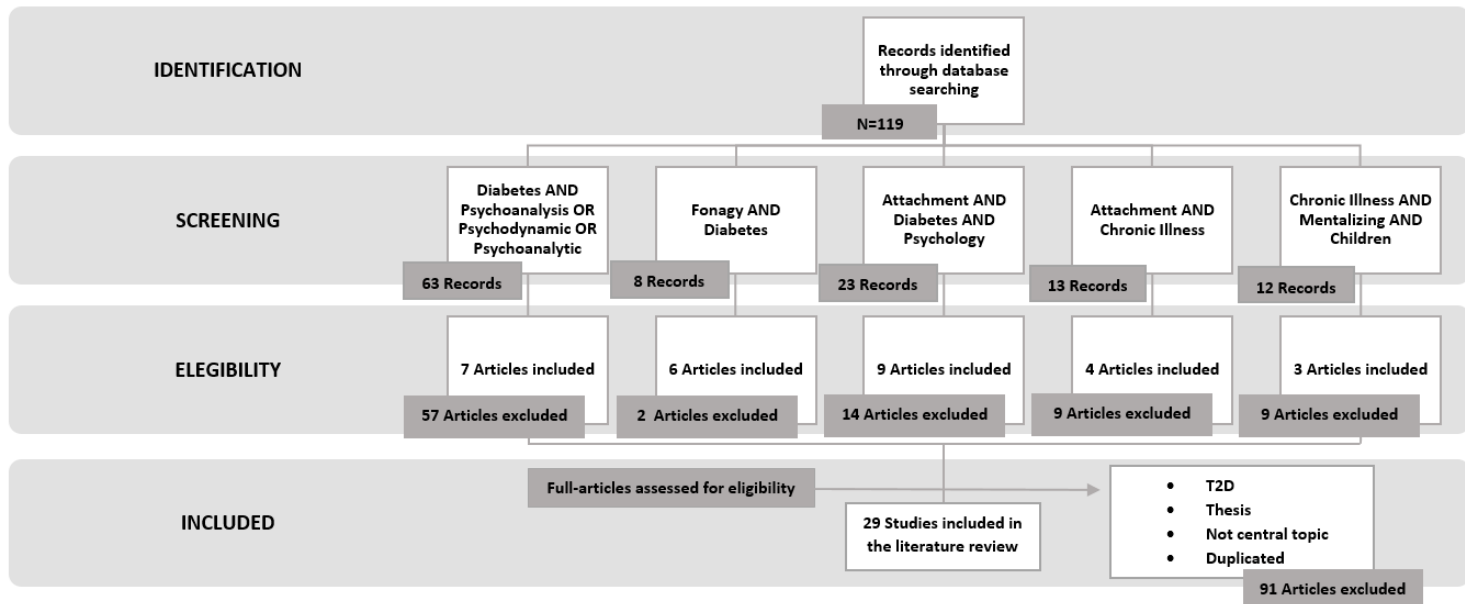 IDENTIFICATION
Records identified
through database
searching
N=119
SCREENING
Diabetes AND
Psychoanalysis OR
Psychodynamic OR
Psychoanalytic
63 Records
Fonagy AND
Diabetes
8 Records
Attachment AND
Diabetes AND
Psychology
23 Records
Attachment AND
Chronic Illness
13 Records
Chronic Illness AND
Mentalizing AND
Children
12 Records
ELEGIBILITY
7 Articles included
57 Articles excluded
6 Articles included
2 Articles excluded
9 Articles included
14 Articles excluded
4 Articles included
9 Articles excluded
3 Articles included
9 Articles excluded
INCLUDED
Full-articles assessed for eligibility
29 Studies included in
the literature review
• T2D
• Thesis
• Not central topic
• Duplicated
91 Articles excluded